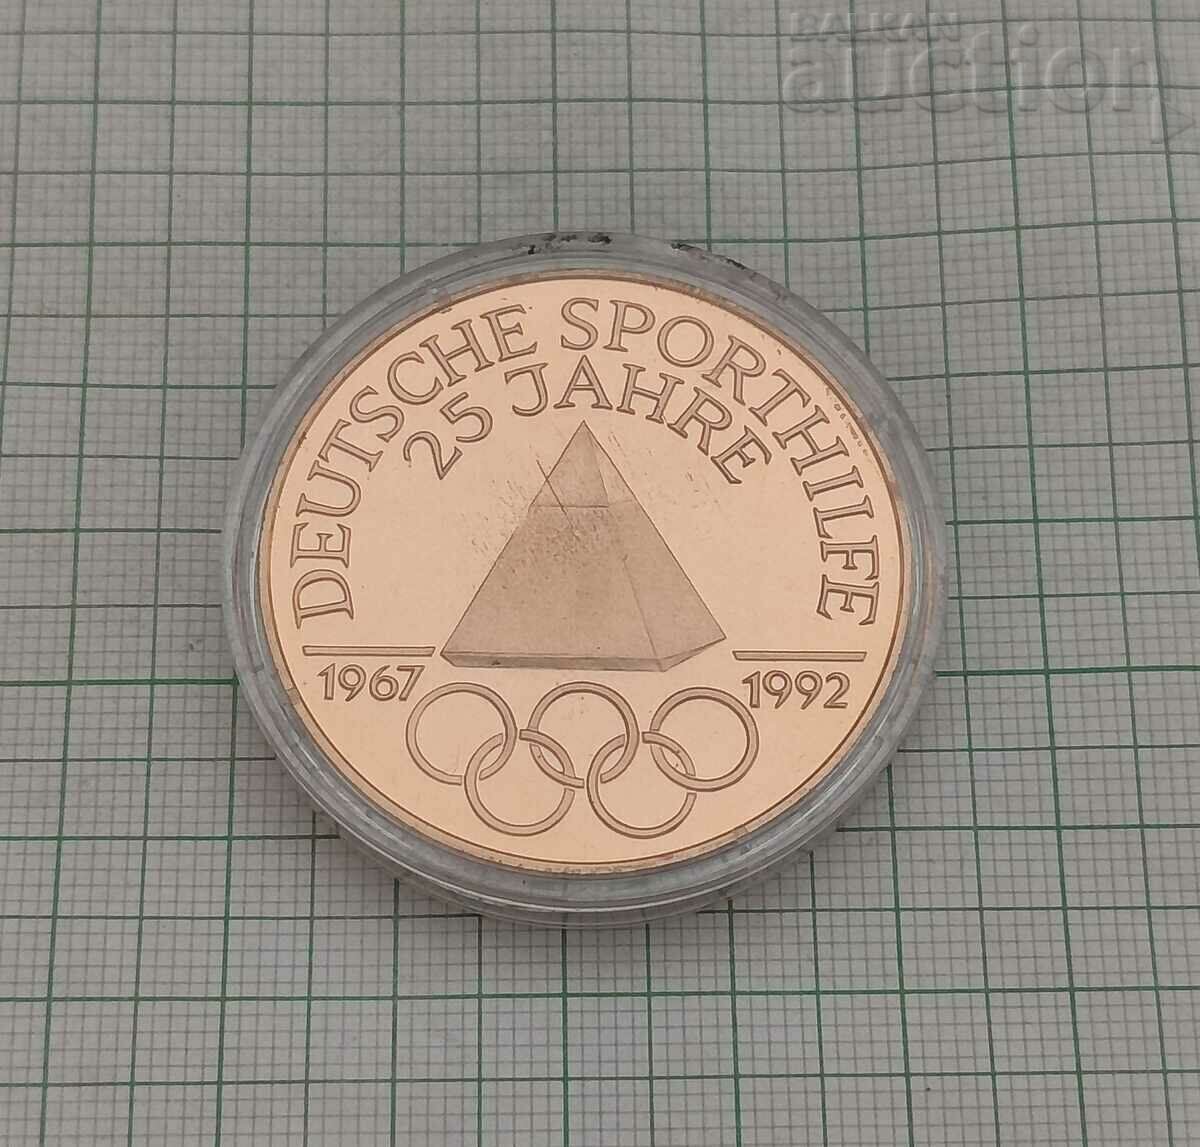 BALKAN
auction
DEUTSCHE SPORTHILFE
25 JAHRE
1967 1992